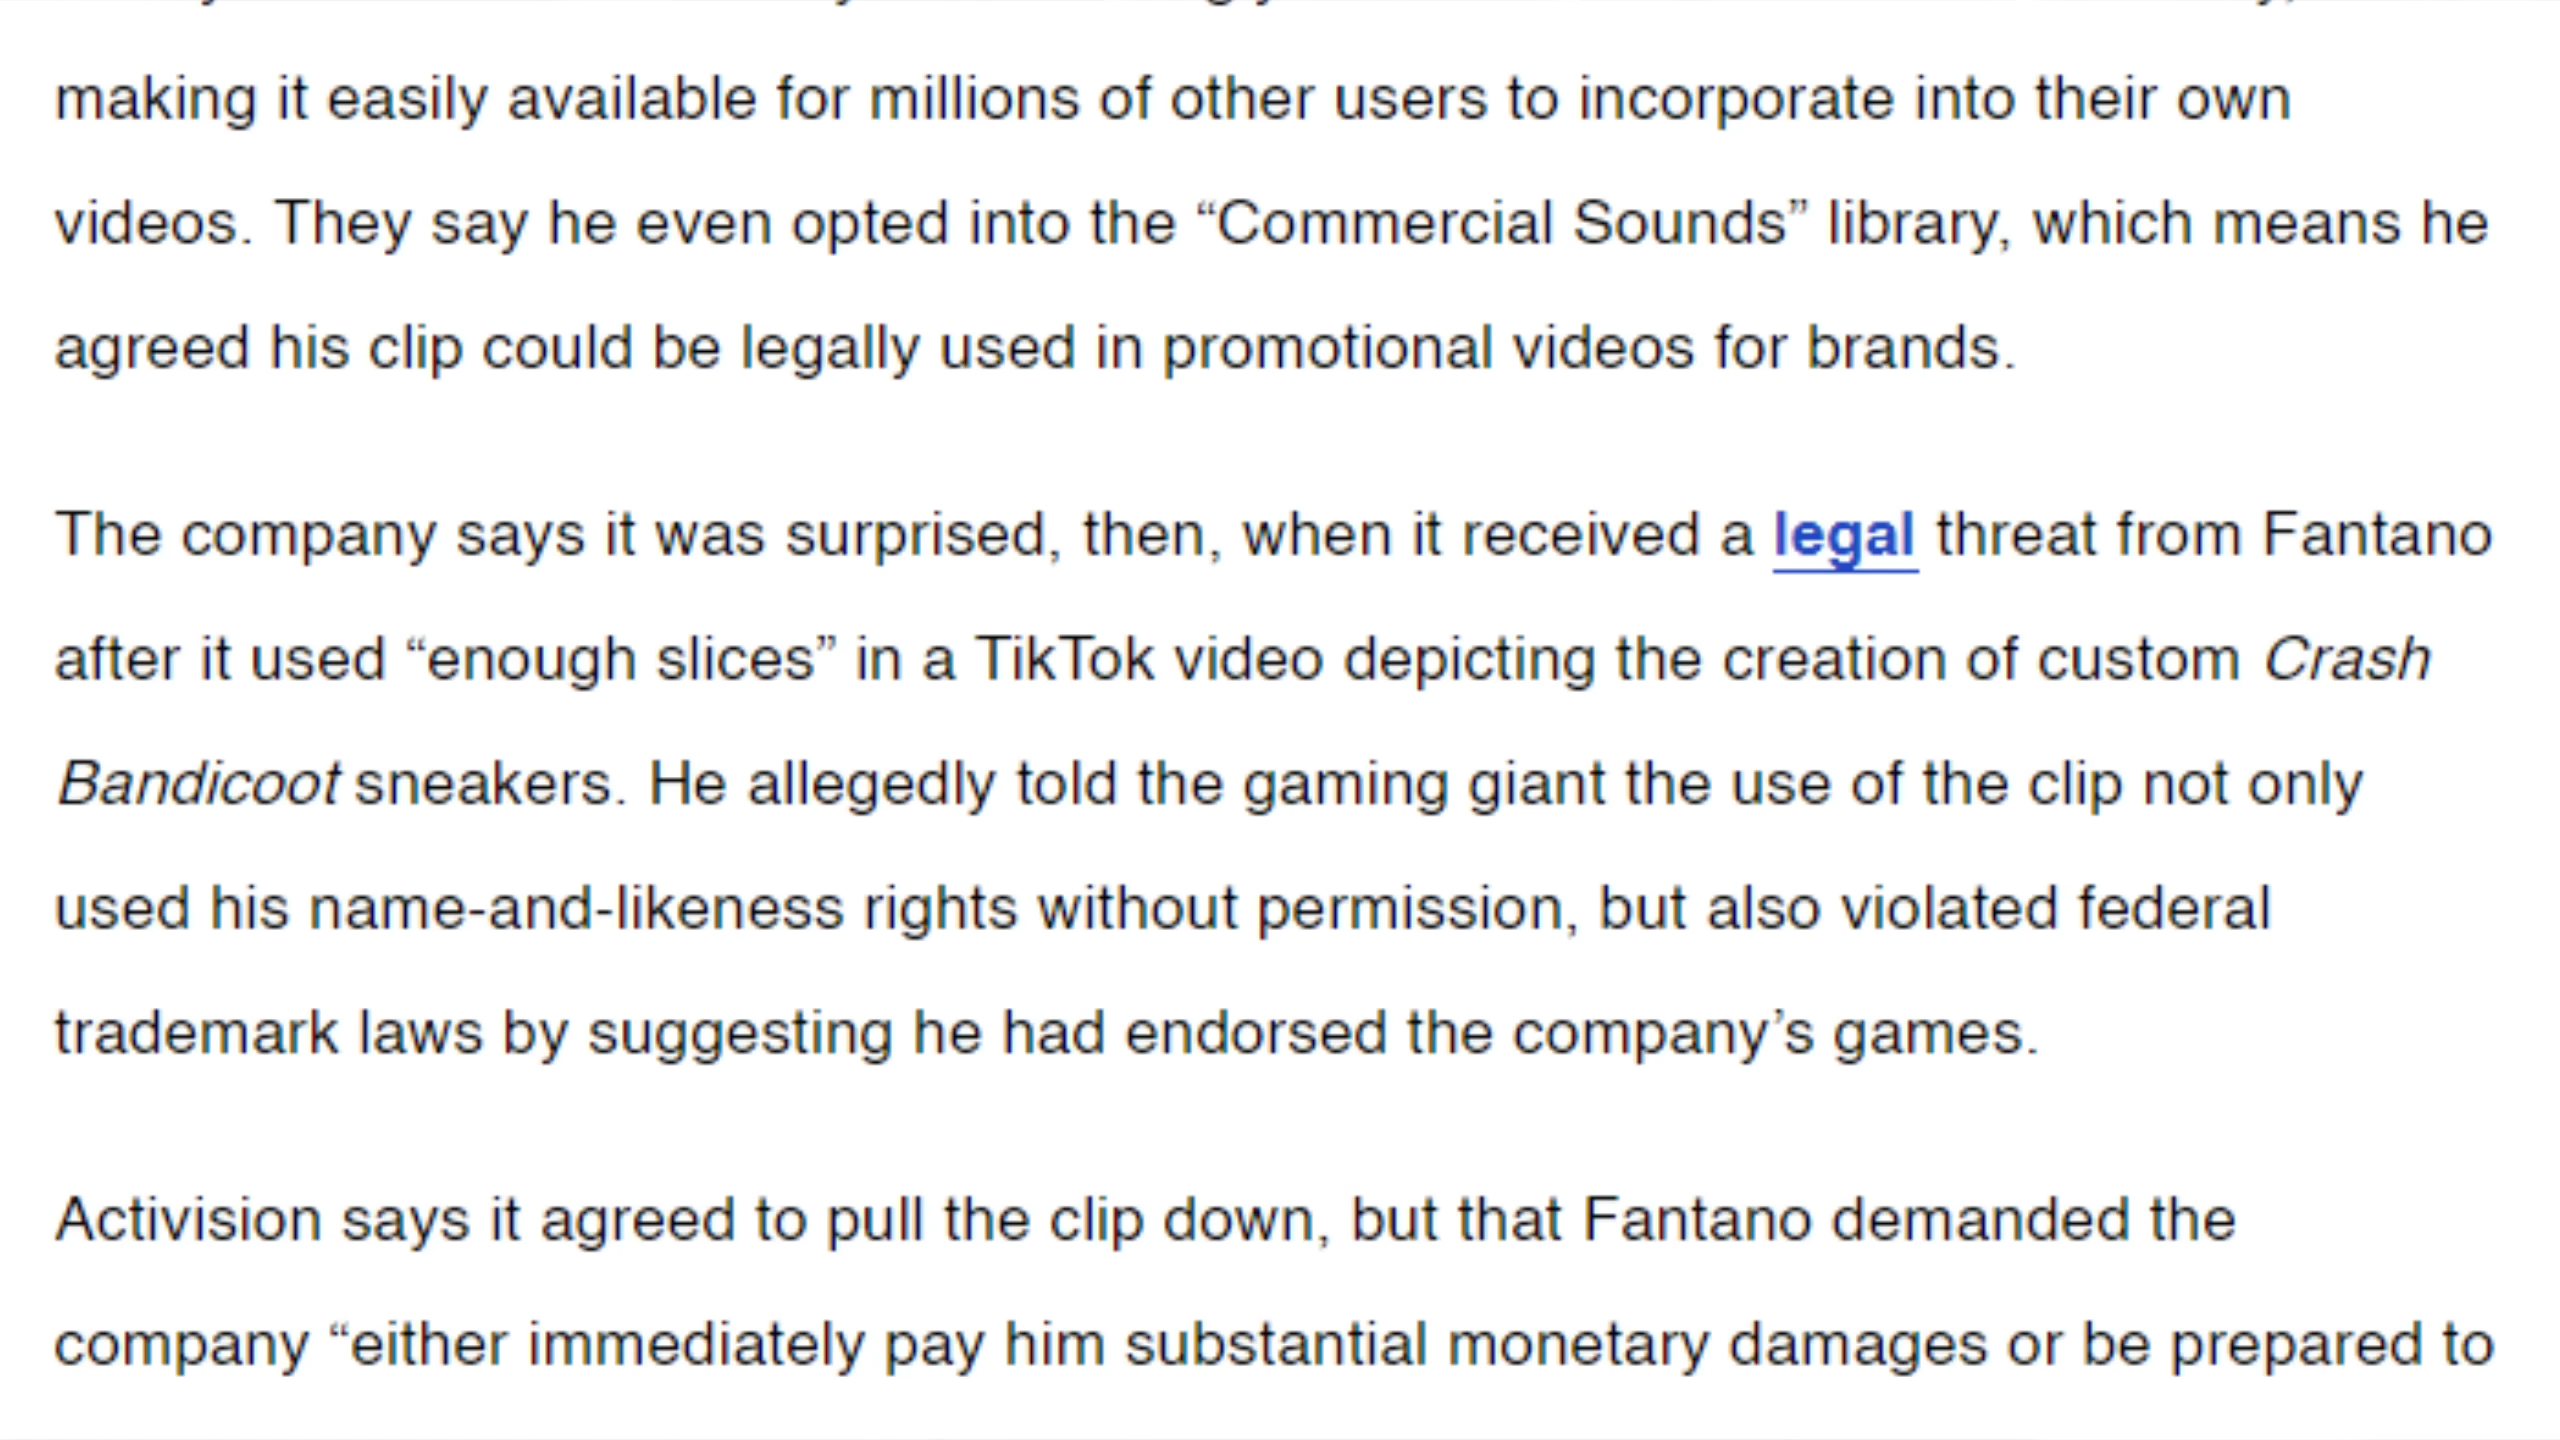 making it easily available for millions of other users to incorporate into their own
videos. They say he even opted into the “Commercial Sounds” library, which means he
agreed his clip could be legally used in promotional videos for brands.
The company says it was surprised, then, when it received a legal threat from Fantano
after it used “enough slices” in a TikTok video depicting the creation of custom Crash
Bandicoot sneakers. He allegedly told the gaming giant the use of the clip not only
used his name-and-likeness rights without permission, but also violated federal
trademark laws by suggesting he had endorsed the company’s games.
Activision says it agreed to pull the clip down, but that Fantano demanded the
company “either immediately pay him substantial monetary damages or be prepared to